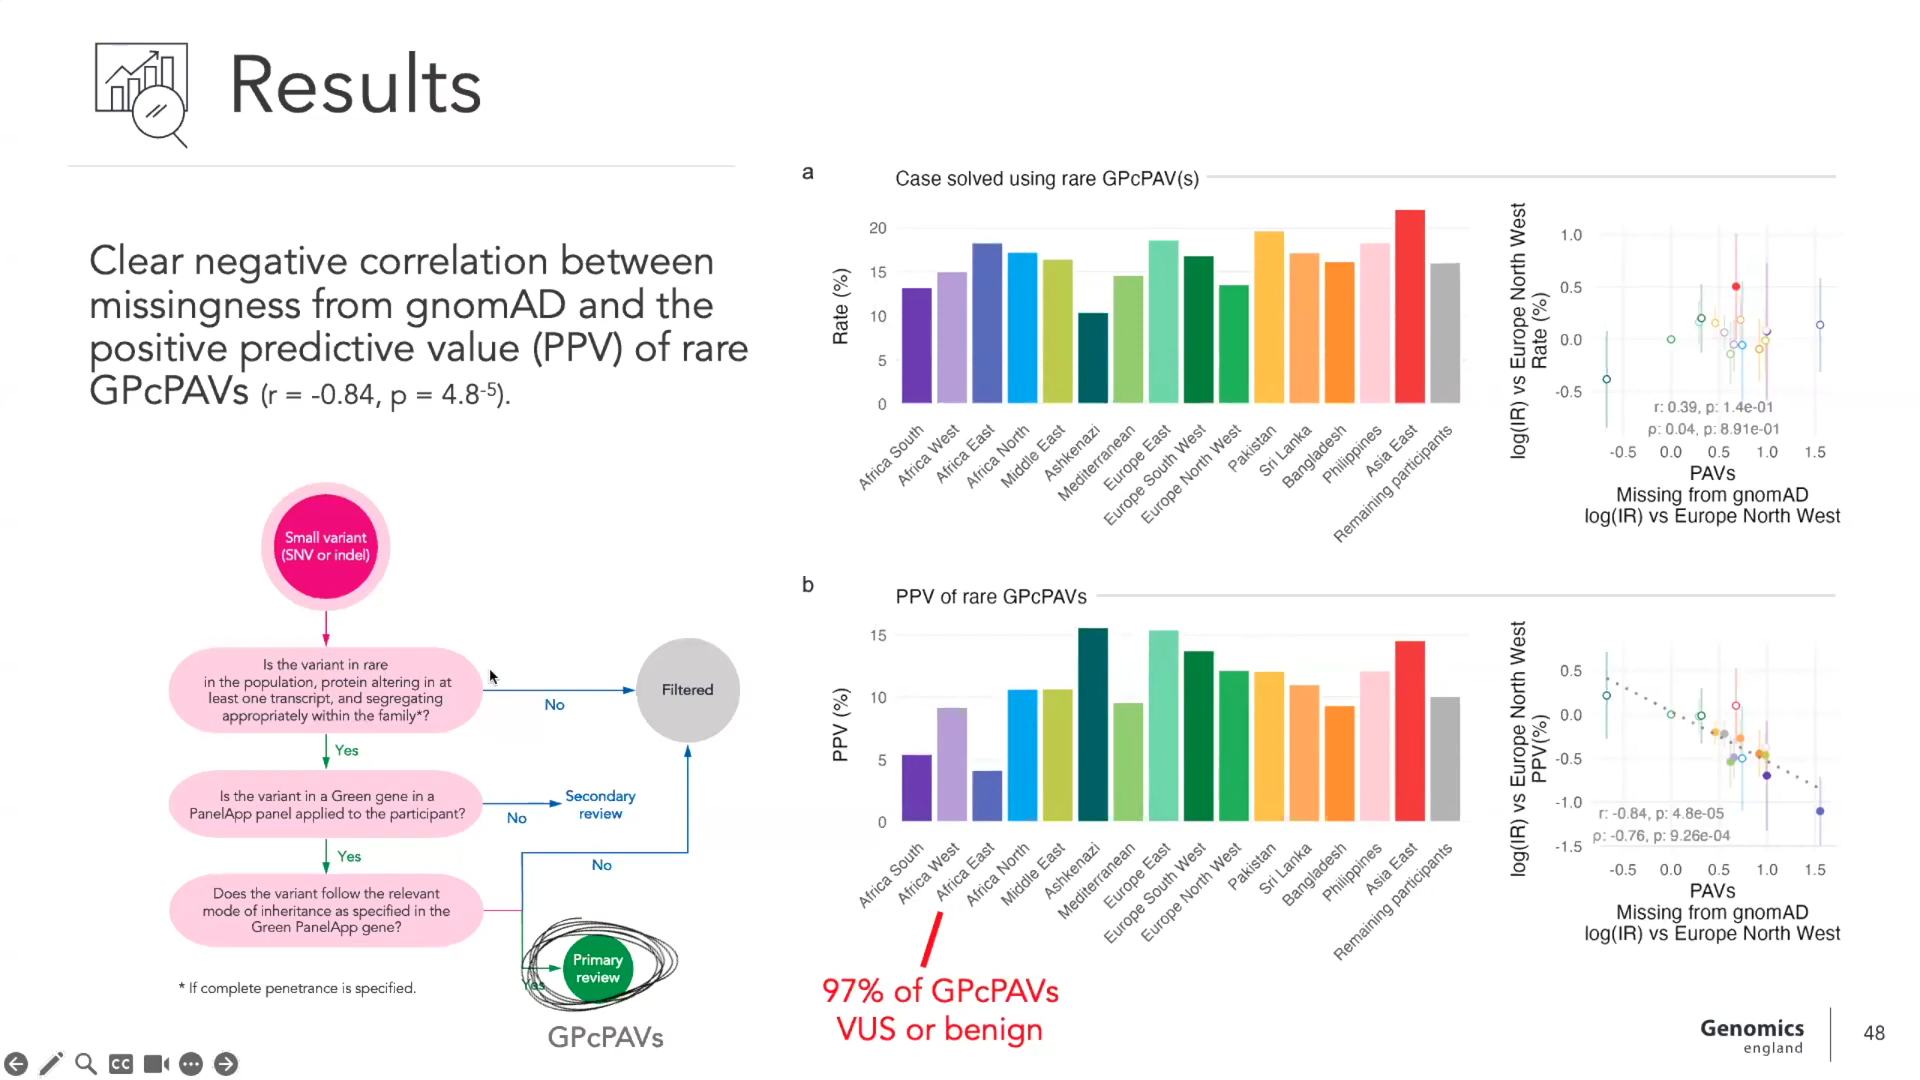 Results
Clear negative correlation between
missingness from gnomAD and the
positive predictive value (PPV) of rare
GPcPAVs (r = -0.84, p = 4.8-5).
Small variant
(SNV or indel)
Is the variant in rare
in the population, protein altering in at
least one transcript, and segregating
appropriately within the family*?
No
Filtered
Yes
Is the variant in a Green gene in a
PanelApp panel applied to the participant?
No
Secondary
review
Yes
Does the variant follow the relevant
mode of inheritance as specified in the
Green PanelApp gene?
No
Yes
Primary
review
* If complete penetrance is specified.
GPcPAVs
a
Case solved using rare GPcPAV(s)
Rate (%)
20
15
10
5
0
Africa South
Africa West
Africa East
Africa North
Middle East
Ashkenazi
Mediterranean
Europe East
Europe South West
Europe North West
Pakistan
Sri Lanka
Bangladesh
Philippines
Asia East
Remaining participants
log(IR) vs Europe North West
Rate (%)
1.0
0.5
0.0
-0.5
r: 0.39, p: 1.4e-01
ρ: 0.04, p: 8.91e-01
-0.5 0.0 0.5 1.0 1.5
PAVs
Missing from gnomAD
log(IR) vs Europe North West
b
PPV of rare GPcPAVs
PPV (%)
15
10
5
0
Africa South
Africa West
Africa East
Africa North
Middle East
Ashkenazi
Mediterranean
Europe East
Europe South West
Europe North West
Pakistan
Sri Lanka
Bangladesh
Philippines
Asia East
Remaining participants
97% of GPcPAVs
VUS or benign
log(IR) vs Europe North West
PPV(%)
0.5
0.0
-0.5
-1.0
-1.5
r: -0.84, p: 4.8e-05
ρ: -0.76, p: 9.26e-04
-0.5 0.0 0.5 1.0 1.5
PAVs
Missing from gnomAD
log(IR) vs Europe North West
Genomics
england
48
CC